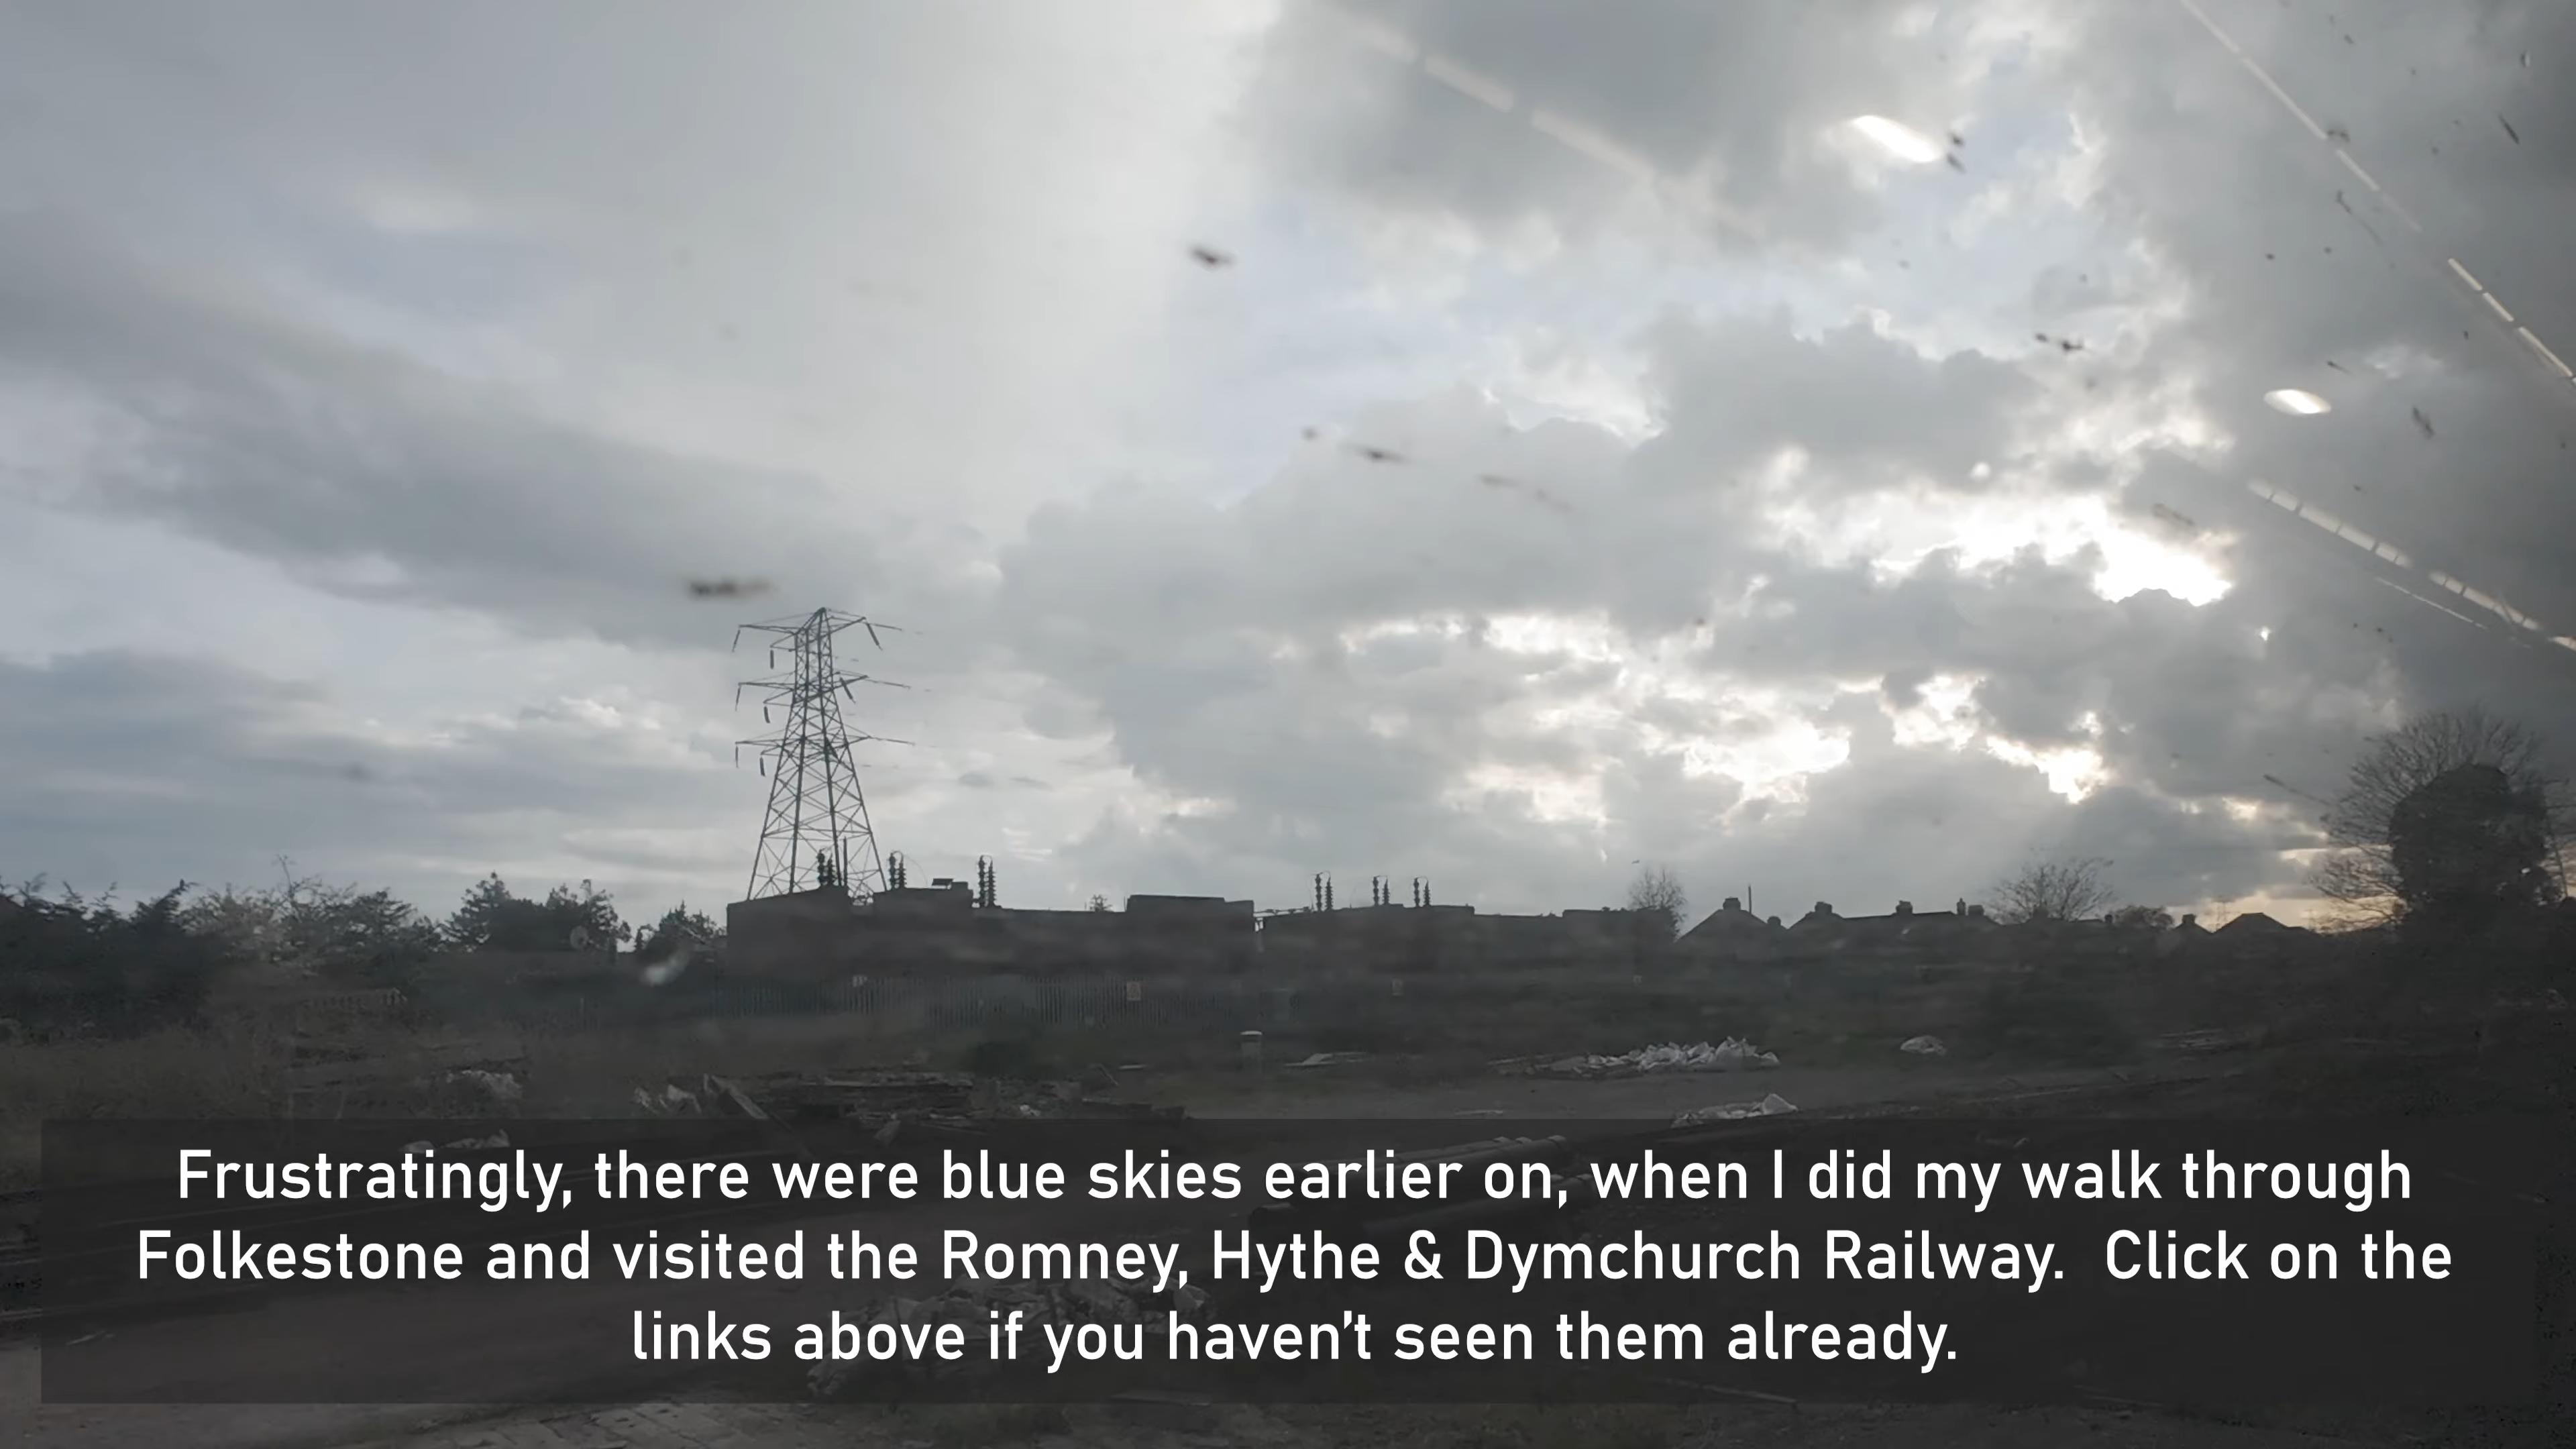 Frustratingly, there were blue skies earlier on, when I did my walk through
Folkestone and visited the Romney, Hythe & Dymchurch Railway.  Click on the
links above if you haven't seen them already.